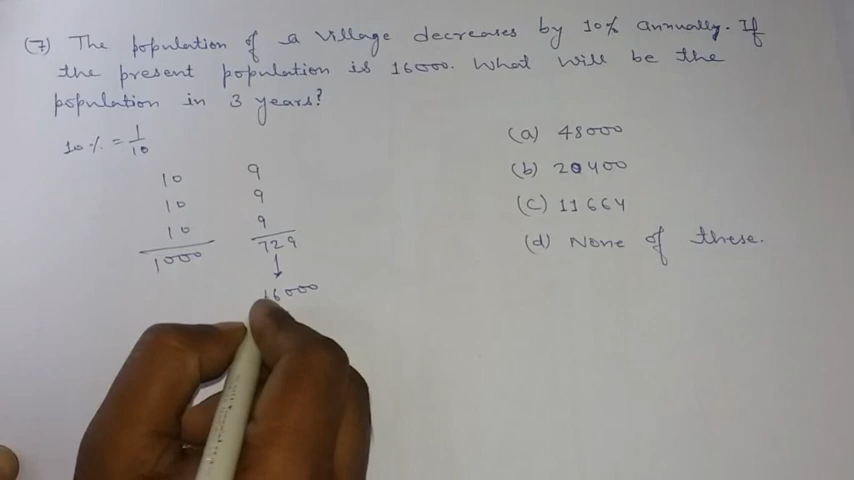 (7) The population of a village decreases by 10% annually. If
the present population is 16000. What will be the
population in 3 years?
10% = 1/10
(a) 48000
(b) 20400
(c) 11664
(d) None of these.
10 9
10 9
10 9
1000 729
↓
16000